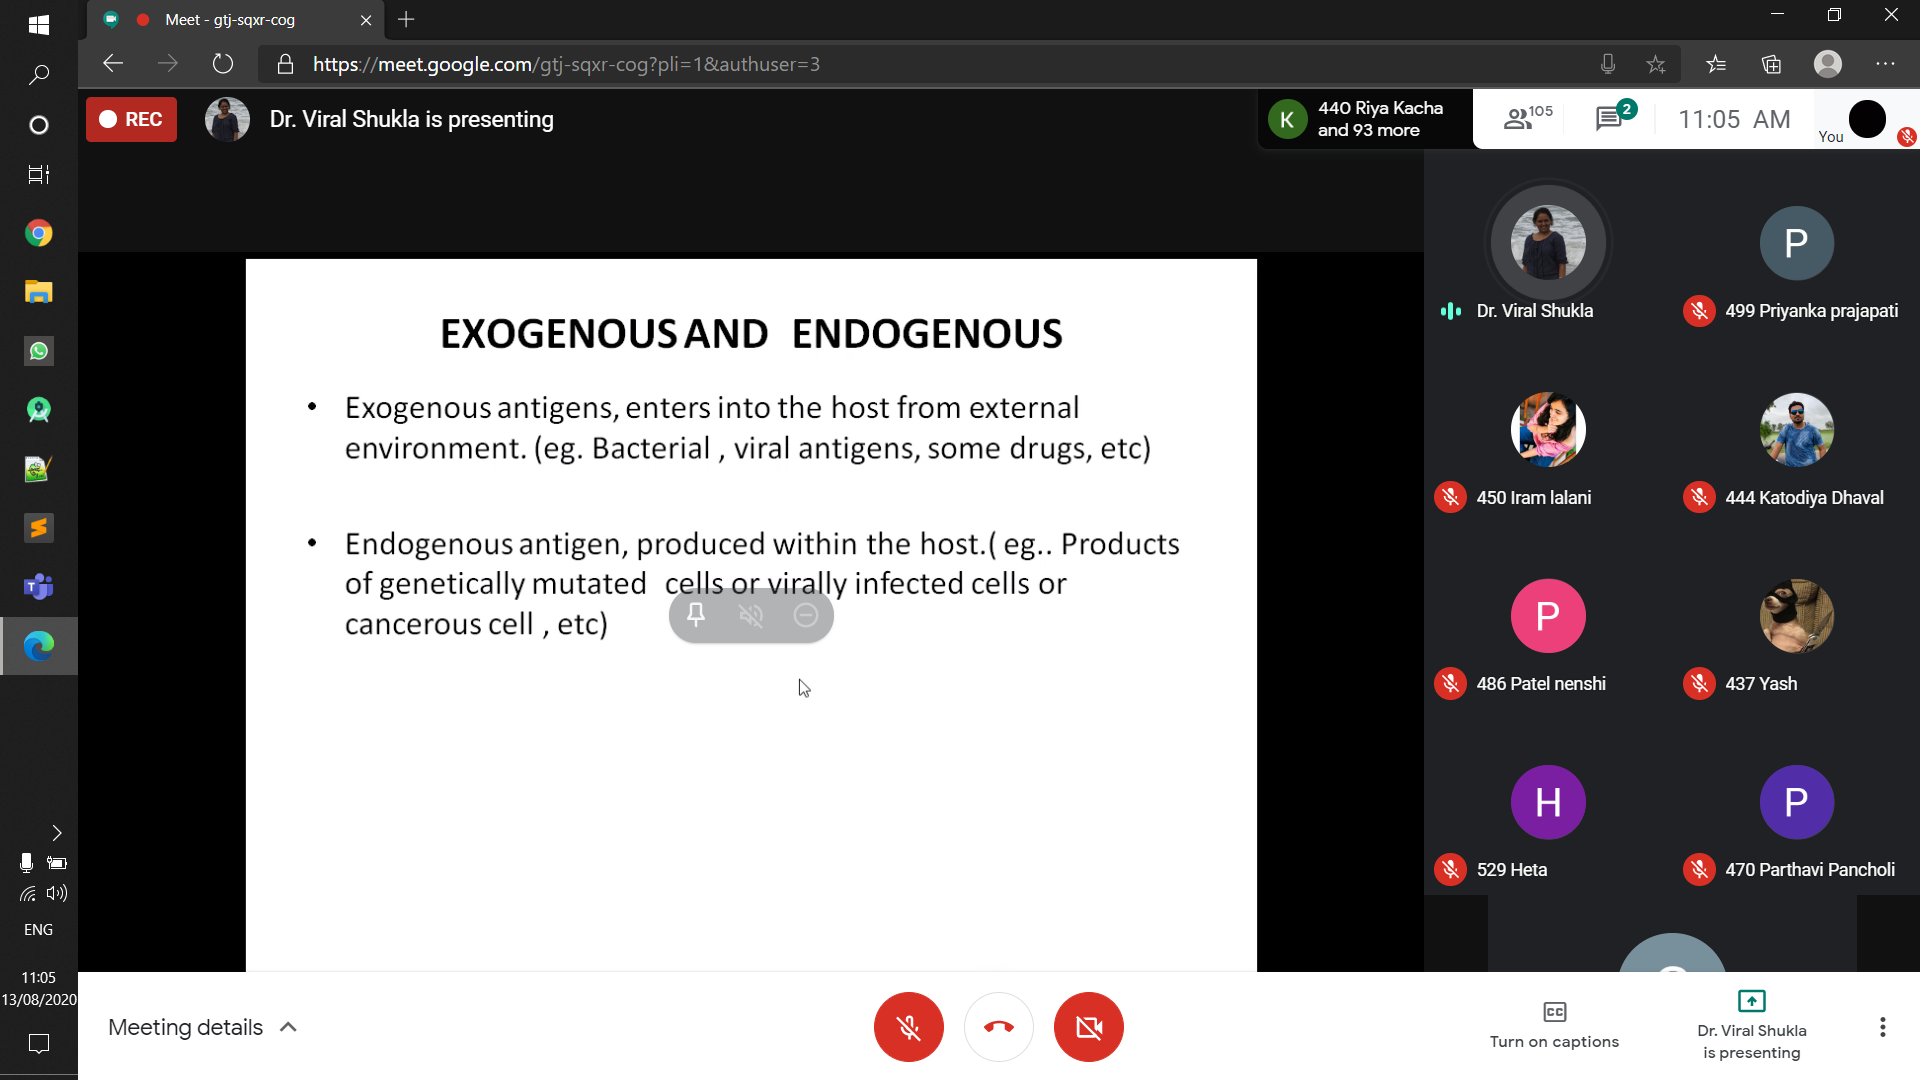 Meet - gtj-sqxr-cog
https://meet.google.com/gtj-sqxr-cog?pli=1&authuser=3
REC
Dr. Viral Shukla is presenting
K
440 Riya Kacha
and 93 more
105
2
11:05 AM
You
EXOGENOUS AND ENDOGENOUS
• Exogenous antigens, enters into the host from external
environment. (eg. Bacterial , viral antigens, some drugs, etc)
• Endogenous antigen, produced within the host.( eg.. Products
of genetically mutated cells or virally infected cells or
cancerous cell , etc)
Dr. Viral Shukla
P
499 Priyanka prajapati
450 Iram lalani
444 Katodiya Dhaval
P
486 Patel nenshi
437 Yash
H
529 Heta
P
470 Parthavi Pancholi
ENG
11:05
13/08/2020
Meeting details
CC
Turn on captions
Dr. Viral Shukla
is presenting